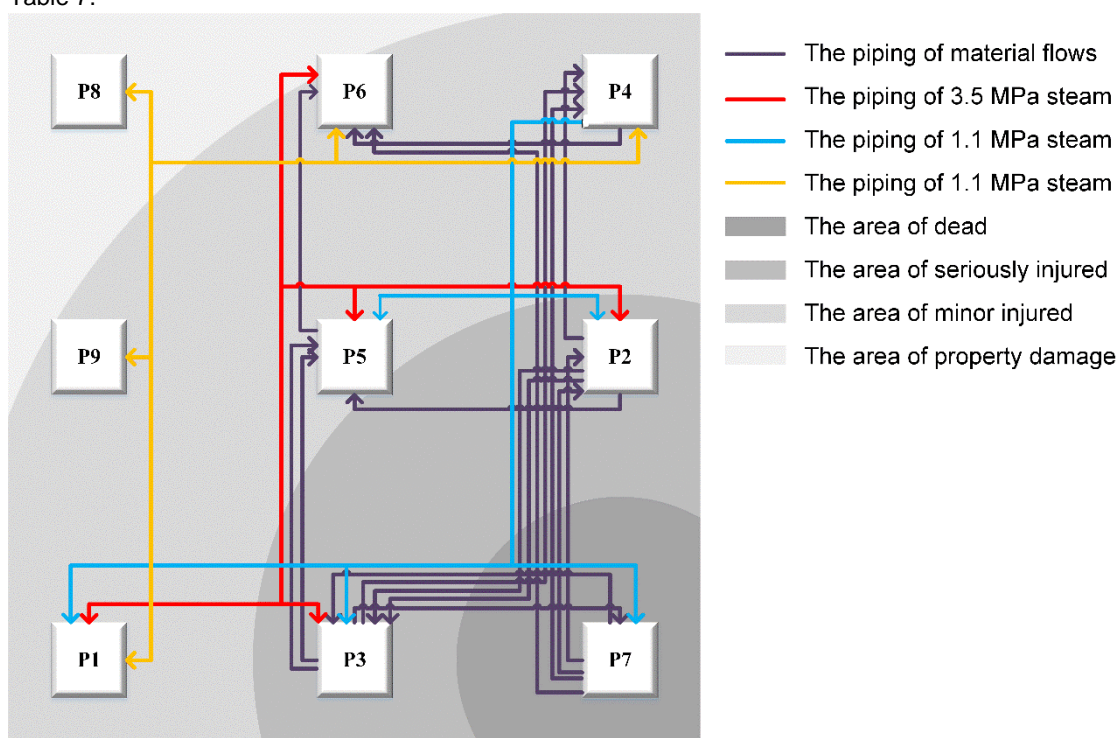 Table 7.
P8
P6
P4
P9
P5
P2
P1
P3
P7
The piping of material flows
The piping of 3.5 MPa steam
The piping of 1.1 MPa steam
The piping of 1.1 MPa steam
The area of dead
The area of seriously injured
The area of minor injured
The area of property damage